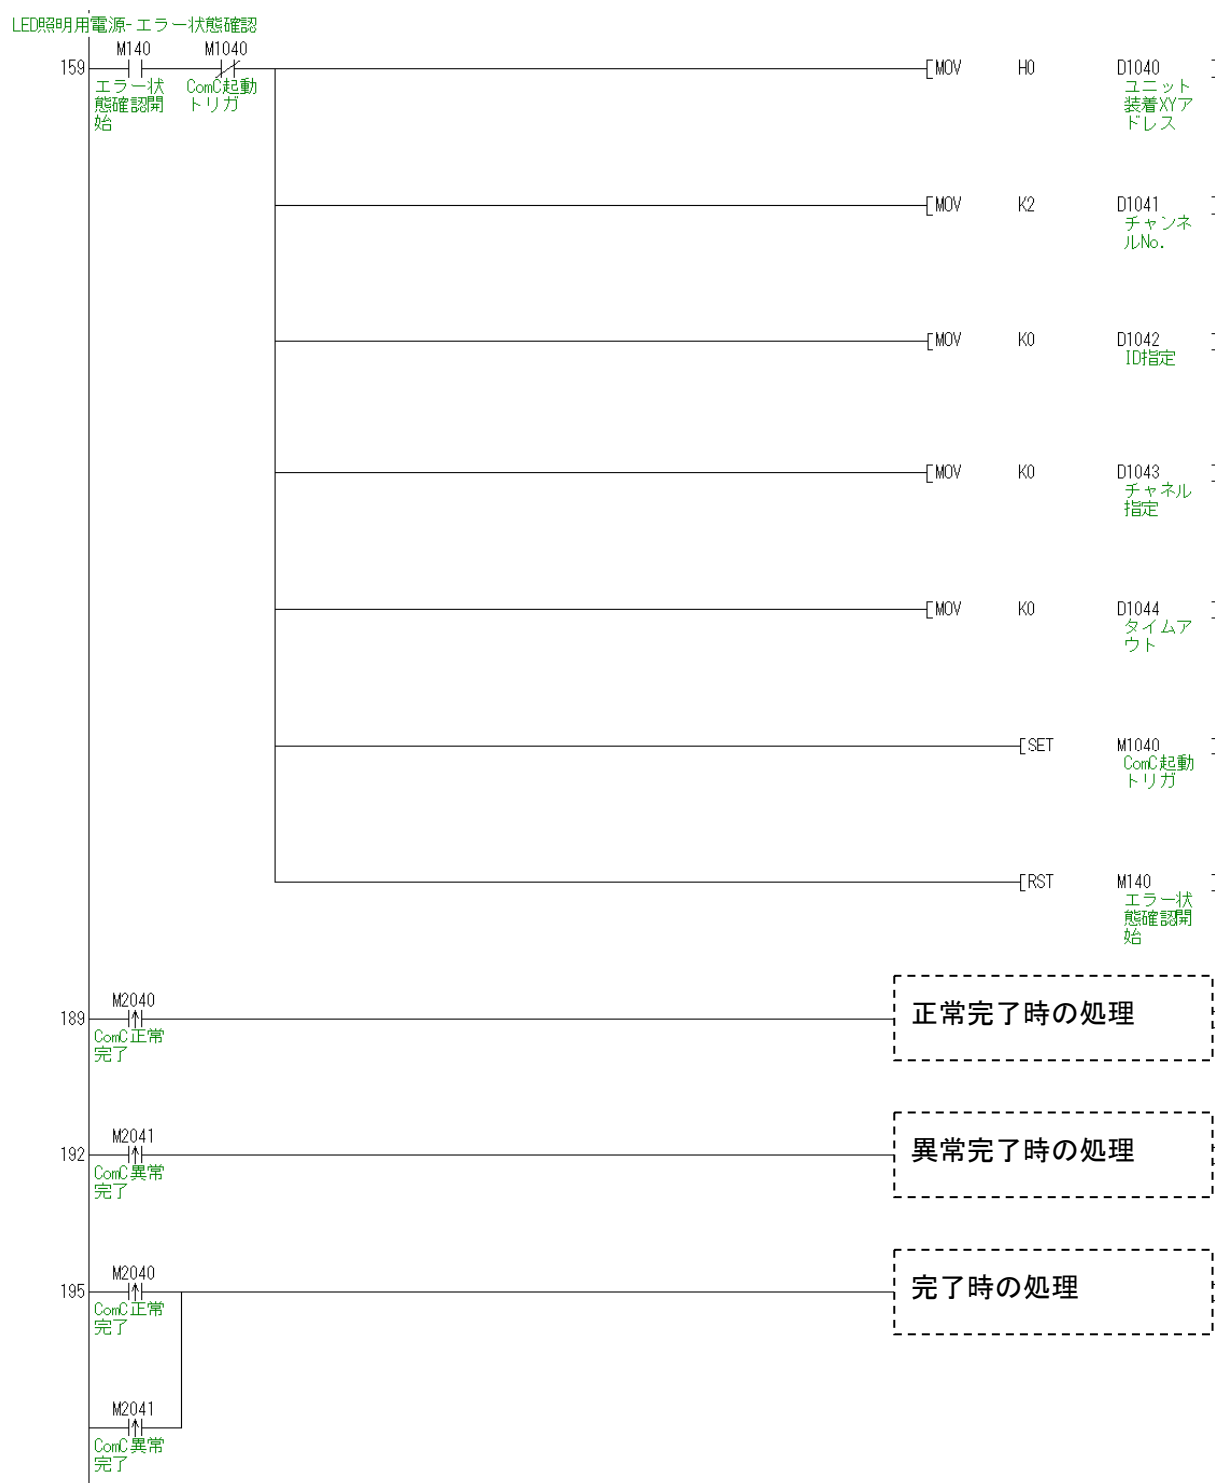 LED照明用電源-エラー状態確認
M140 M1040
159 [MOV H0 D1040 ]
エラー状 ComC起動 ユニット
態確認開 トリガ 装着XYア
始 ドレス
[MOV K2 D1041 ]
チャンネ
ルNo.
[MOV K0 D1042 ]
ID指定
[MOV K0 D1043 ]
チャネル
指定
[MOV K0 D1044 ]
タイムア
ウト
[SET M1040 ]
ComC起動
トリガ
[RST M140 ]
エラー状
態確認開
始
M2040
189 正常完了時の処理
ComC正常
完了
M2041
192 異常完了時の処理
ComC異常
完了
M2040
195 完了時の処理
ComC正常
完了
M2041
ComC異常
完了